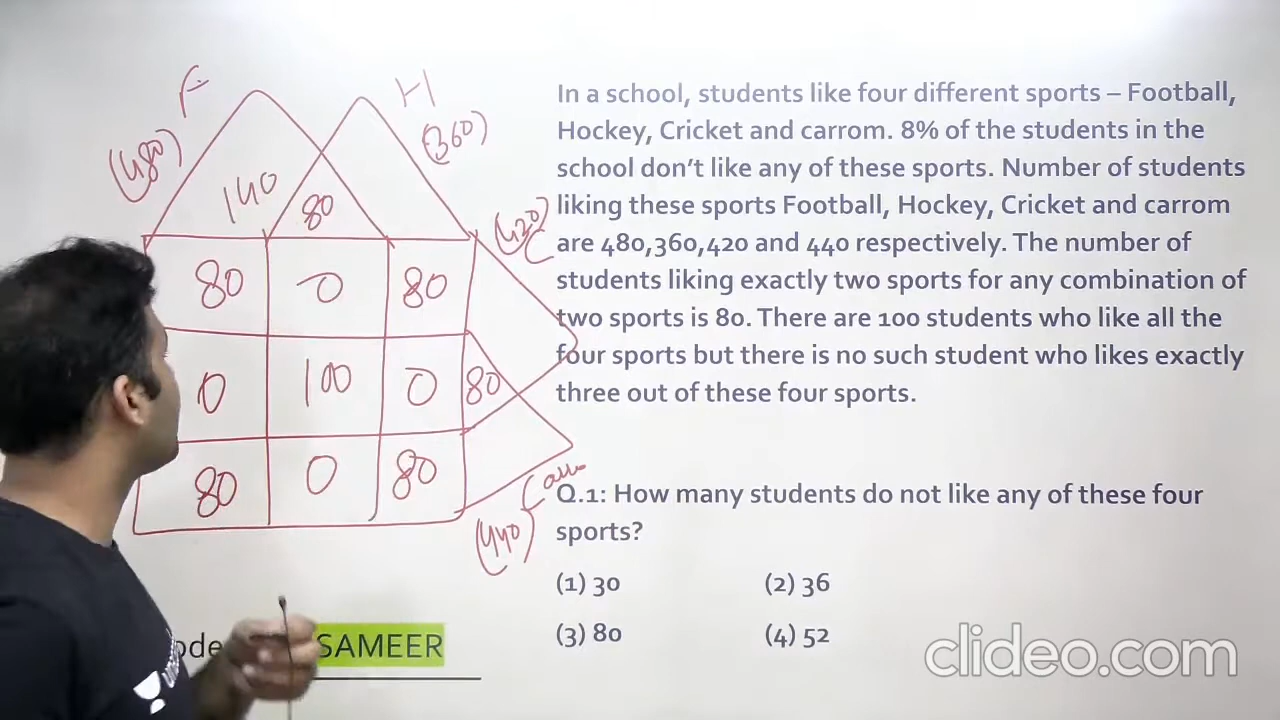 F
H
(480)
(360)
140
80
(420)
C
80
0
80
0
100
0
80
80
0
80
Carrom
(440)
In a school, students like four different sports – Football,
Hockey, Cricket and carrom. 8% of the students in the
school don't like any of these sports. Number of students
liking these sports Football, Hockey, Cricket and carrom
are 480,360,420 and 440 respectively. The number of
students liking exactly two sports for any combination of
two sports is 80. There are 100 students who like all the
four sports but there is no such student who likes exactly
three out of these four sports.
Q.1: How many students do not like any of these four
sports?
(1) 30 (2) 36
(3) 80 (4) 52
SAMEER
clideo.com